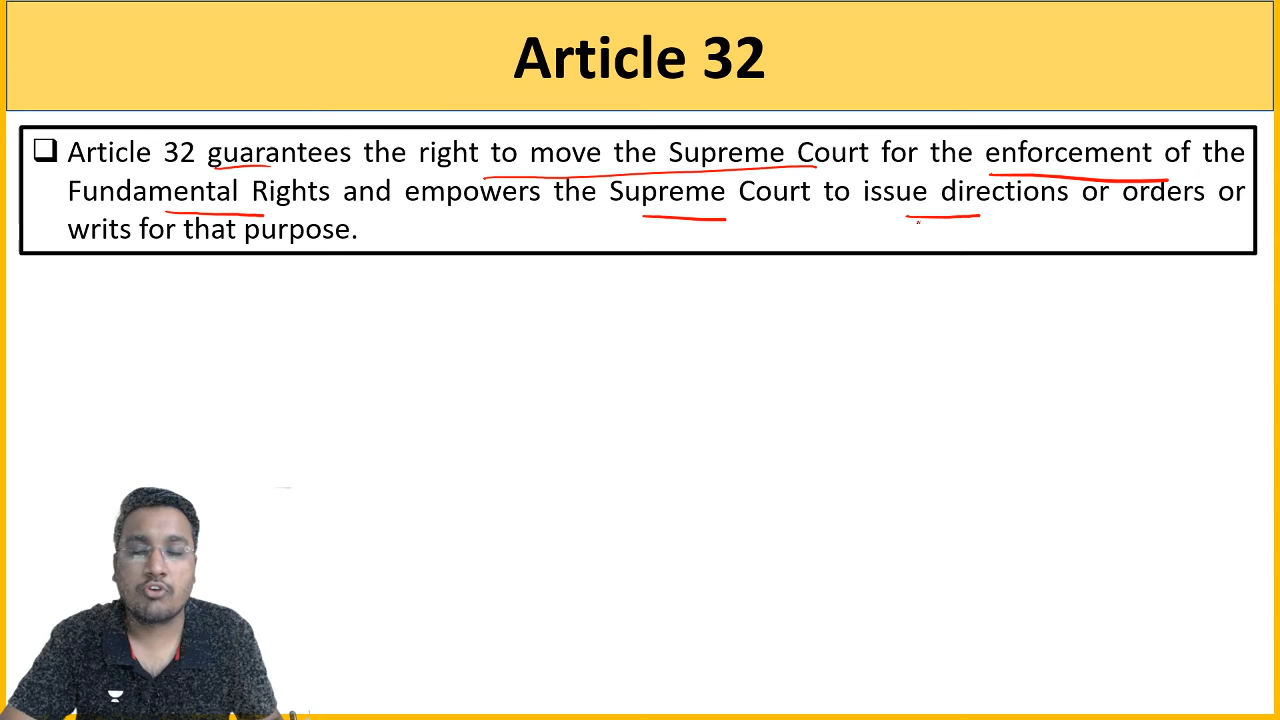 Article 32
❑ Article 32 guarantees the right to move the Supreme Court for the enforcement of the
Fundamental Rights and empowers the Supreme Court to issue directions or orders or
writs for that purpose.